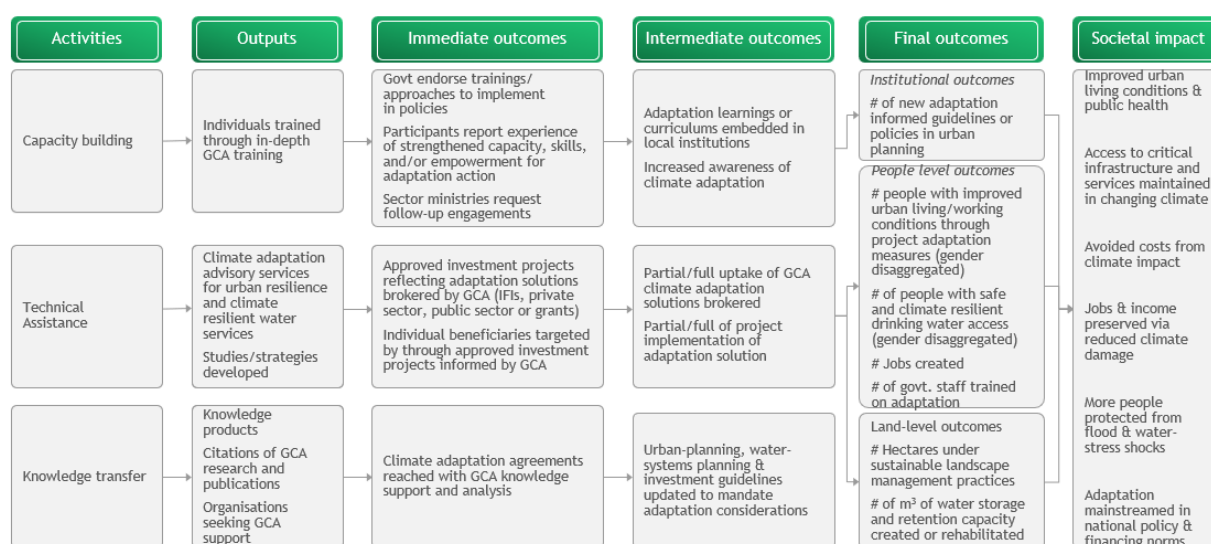 Activities
Outputs
Immediate outcomes
Intermediate outcomes
Final outcomes
Societal impact
Capacity building
Individuals trained
through in-depth
GCA training
Govt endorse trainings/
approaches to implement
in policies
Participants report experience
of strengthened capacity, skills,
and/or empowerment for
adaptation action
Sector ministries request
follow-up engagements
Adaptation learnings or
curriculums embedded in
local institutions
Increased awareness of
climate adaptation
Technical
Assistance
Climate adaptation
advisory services
for urban resilience
and climate
resilient water
services
Studies/strategies
developed
Approved investment projects
reflecting adaptation solutions
brokered by GCA (IFIs, private
sector, public sector or grants)
Individual beneficiaries targeted
by through approved investment
projects informed by GCA
Partial/full uptake of GCA
climate adaptation
solutions brokered
Partial/full of project
implementation of
adaptation solution
Knowledge transfer
Knowledge
products
Citations of GCA
research and
publications
Organisations
seeking GCA
support
Climate adaptation agreements
reached with GCA knowledge
support and analysis
Urban-planning, water-
systems planning &
investment guidelines
updated to mandate
adaptation considerations
Institutional outcomes
# of new adaptation
informed guidelines or
policies in urban
planning
People level outcomes
# people with improved
urban living/working
conditions through
project adaptation
measures (gender
disaggregated)
# of people with safe
and climate resilient
drinking water access
(gender disaggregated)
# Jobs created
# of govt. staff trained
on adaptation
Land-level outcomes
# Hectares under
sustainable landscape
management practices
# of m³ of water storage
and retention capacity
created or rehabilitated
Improved urban
living conditions &
public health
Access to critical
infrastructure and
services maintained
in changing climate
Avoided costs from
climate impact
Jobs & income
preserved via
reduced climate
damage
More people
protected from
flood & water-
stress shocks
Adaptation
mainstreamed in
national policy &
financing norms